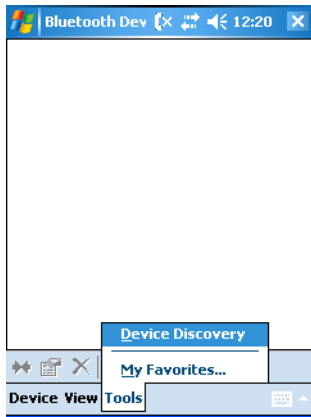 Bluetooth Dev 12:20
Device Discovery
My Favorites...
Device View Tools